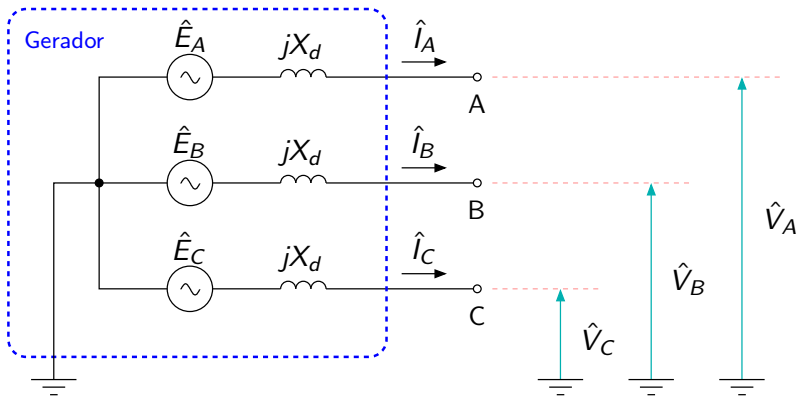 Gerador
Ê_A
jX_d
Î_A
A
Ê_B
jX_d
Î_B
B
V̂_A
Ê_C
jX_d
Î_C
C
V̂_B
V̂_C